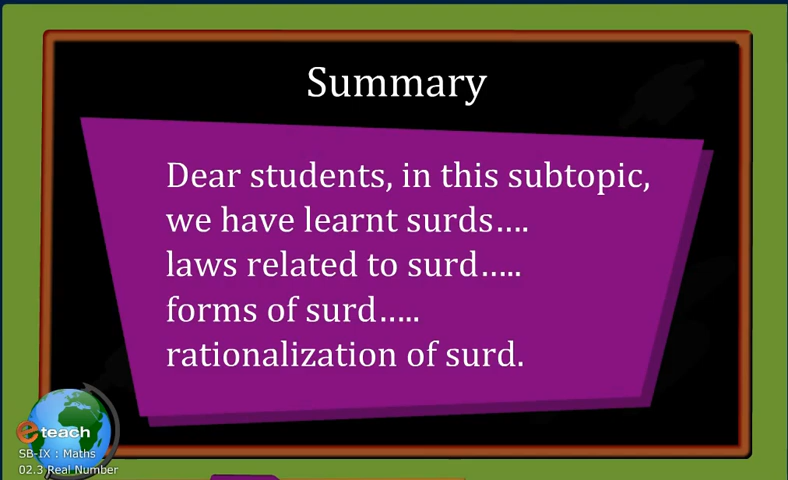 Summary
Dear students, in this subtopic,
we have learnt surds....
laws related to surd.....
forms of surd.....
rationalization of surd.
e teach
SB-IX : Maths
02.3 Real Number